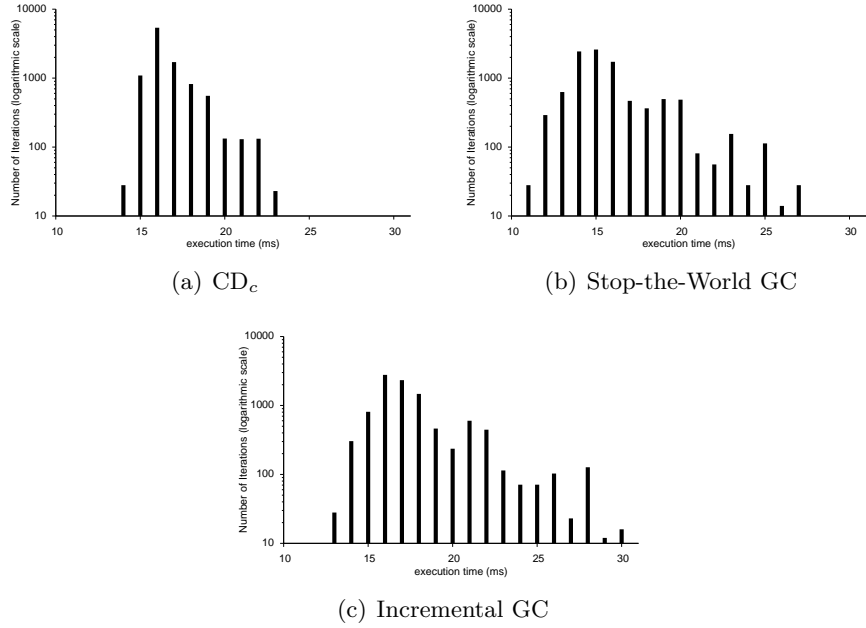 10000
1000
100
10
Number of Iterations (logarithmic scale)
10 15 20 25 30
execution time (ms)
(a) CDc
10000
1000
100
10
Number of Iterations (logarithmic scale)
10 15 20 25 30
execution time (ms)
(b) Stop-the-World GC
10000
1000
100
10
Number of Iterations (logarithmic scale)
10 15 20 25 30
execution time (ms)
(c) Incremental GC